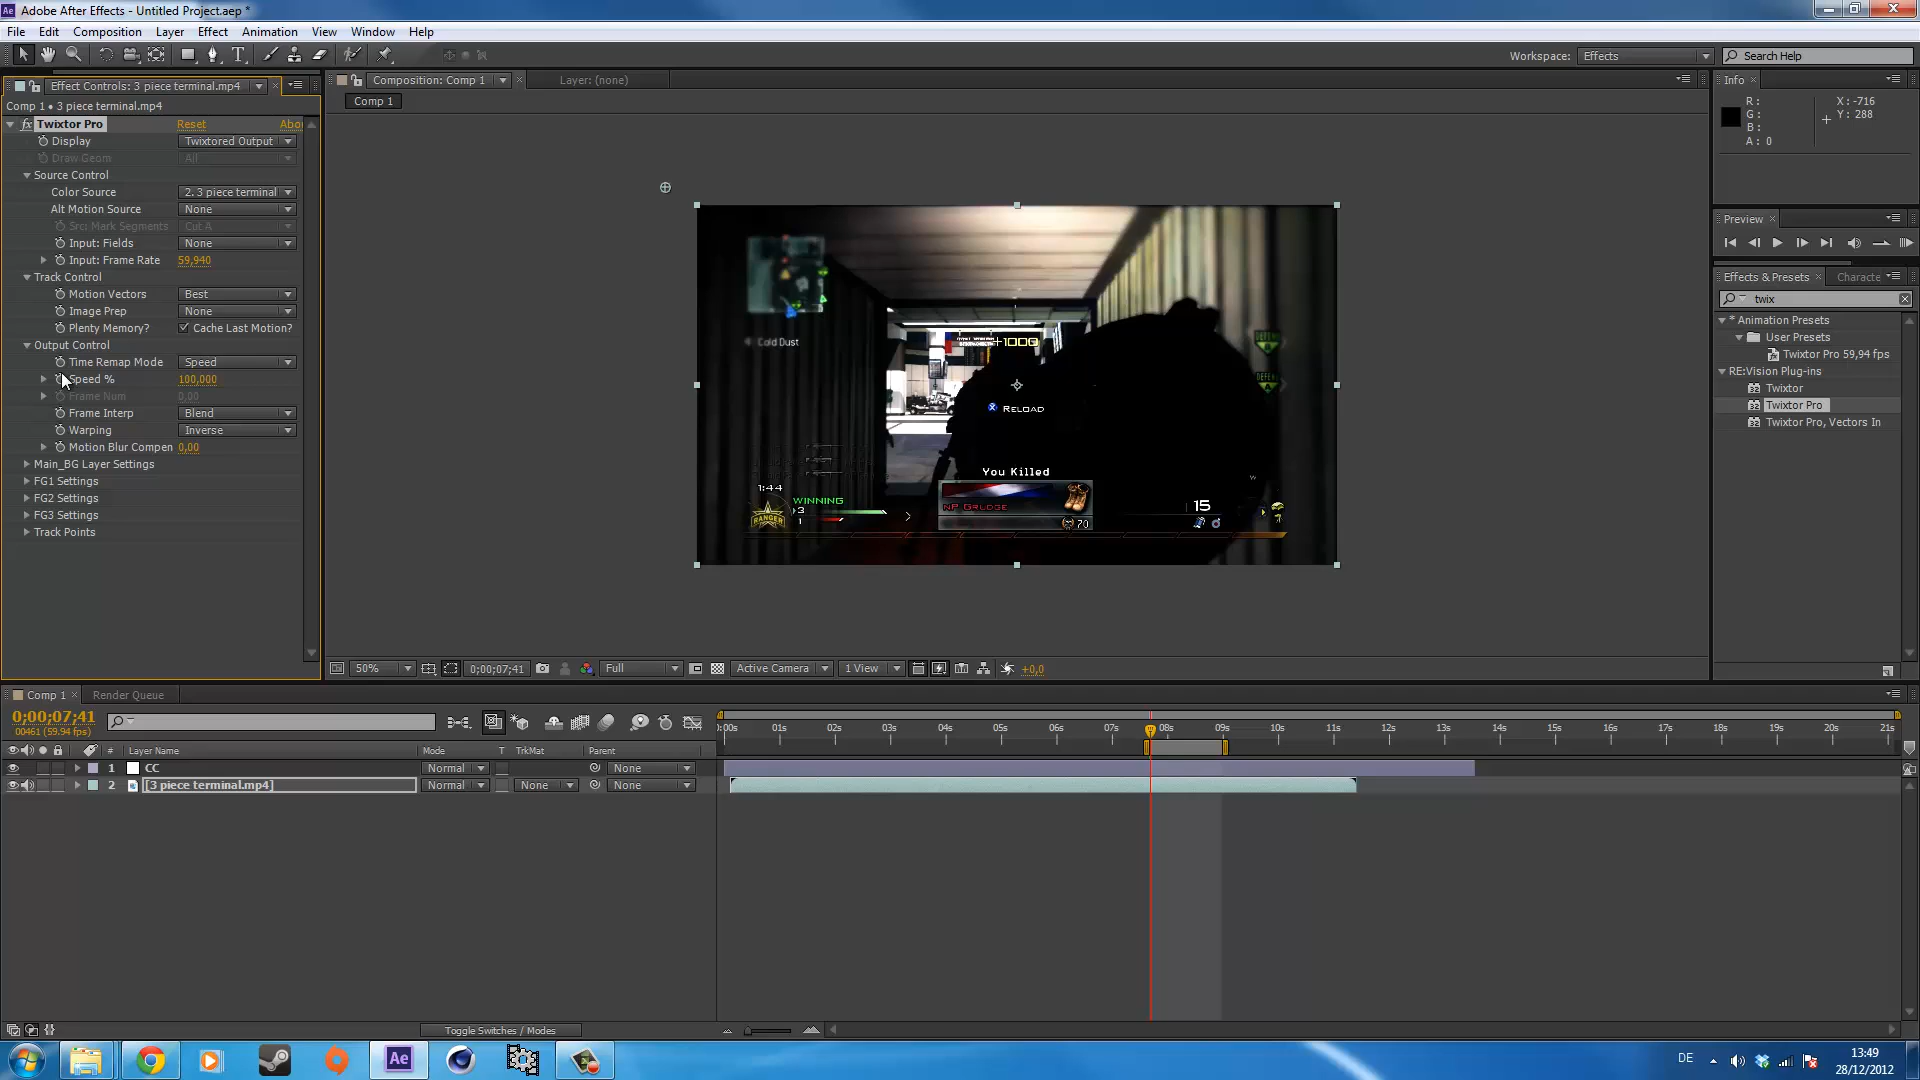 Adobe After Effects - Untitled Project.aep *
File Edit Composition Layer Effect Animation View Window Help
Workspace: Effects Search Help
Effect Controls: 3 piece terminal.mp4
Comp 1 • 3 piece terminal.mp4
Twixtor Pro Reset Abo
Display Twixtored Output
Draw Geom All
Source Control
Color Source 2. 3 piece terminal
Alt Motion Source None
Src: Mark Segments Cut A
Input: Fields None
Input: Frame Rate 59,940
Track Control
Motion Vectors Best
Image Prep None
Plenty Memory? Cache Last Motion?
Output Control
Time Remap Mode Speed
Speed % 100,000
Frame Num 0,00
Frame Interp Blend
Warping Inverse
Motion Blur Compen 0,00
Main_BG Layer Settings
FG1 Settings
FG2 Settings
FG3 Settings
Track Points
Composition: Comp 1 Layer: (none)
Comp 1
Cold Dust
+1000
RELOAD
You Killed
NP GRUDGE
70
1:44
WINNING
3
1
RANGER
15
DEFEND
DEFEND
A
50% 0;00;07;41 Full Active Camera 1 View +0,0
Info
R: X: -716
G: Y: 288
B:
A: 0
Preview
Effects & Presets Characte
twix
* Animation Presets
User Presets
Twixtor Pro 59,94 fps
RE:Vision Plug-ins
Twixtor
Twixtor Pro
Twixtor Pro, Vectors In
Comp 1 Render Queue
0;00;07;41
00461 (59.94 fps)
# Layer Name Mode T TrkMat Parent
1 CC Normal None
2 [3 piece terminal.mp4] Normal None None
:00s 01s 02s 03s 04s 05s 06s 07s 08s 09s 10s 11s 12s 13s 14s 15s 16s 17s 18s 19s 20s 21s
Toggle Switches / Modes
Ae
DE
13:49
28/12/2012